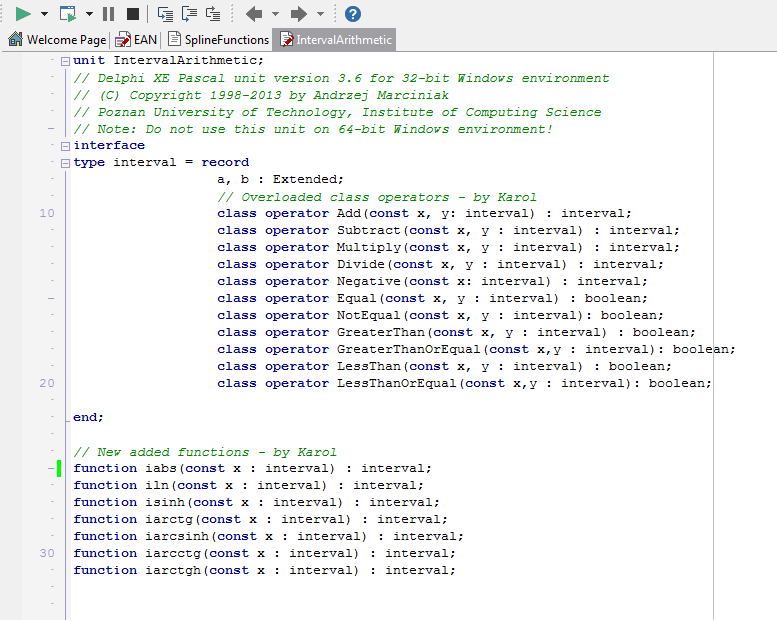 Welcome Page EAN SplineFunctions IntervalArithmetic
unit IntervalArithmetic;
// Delphi XE Pascal unit version 3.6 for 32-bit Windows environment
// (C) Copyright 1998-2013 by Andrzej Marciniak
// Poznan University of Technology, Institute of Computing Science
// Note: Do not use this unit on 64-bit Windows environment!
interface
type interval = record
a, b : Extended;
// Overloaded class operators - by Karol
10 class operator Add(const x, y: interval) : interval;
class operator Subtract(const x, y : interval) : interval;
class operator Multiply(const x, y : interval) : interval;
class operator Divide(const x, y : interval) : interval;
class operator Negative(const x: interval) : interval;
class operator Equal(const x, y : interval) : boolean;
class operator NotEqual(const x, y : interval): boolean;
class operator GreaterThan(const x, y : interval) : boolean;
class operator GreaterThanOrEqual(const x,y : interval): boolean;
class operator LessThan(const x, y : interval) : boolean;
20 class operator LessThanOrEqual(const x,y : interval): boolean;
end;
// New added functions - by Karol
function iabs(const x : interval) : interval;
function iln(const x : interval) : interval;
function isinh(const x : interval) : interval;
function iarctg(const x : interval) : interval;
function iarcsinh(const x : interval) : interval;
30 function iarcctg(const x : interval) : interval;
function iarctgh(const x : interval) : interval;